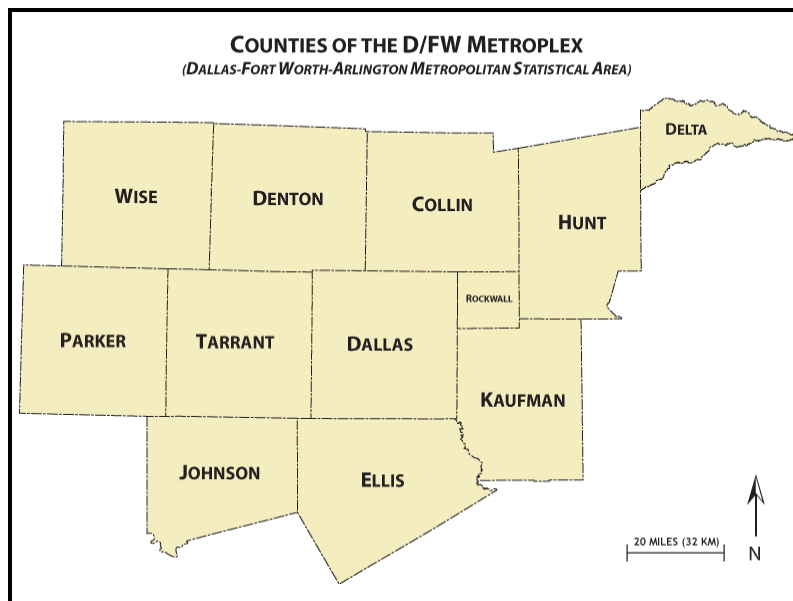 COUNTIES OF THE D/FW METROPLEX
(DALLAS-FORT WORTH-ARLINGTON METROPOLITAN STATISTICAL AREA)
DELTA
WISE
DENTON
COLLIN
HUNT
ROCKWALL
PARKER
TARRANT
DALLAS
KAUFMAN
JOHNSON
ELLIS
20 MILES (32 KM)
N